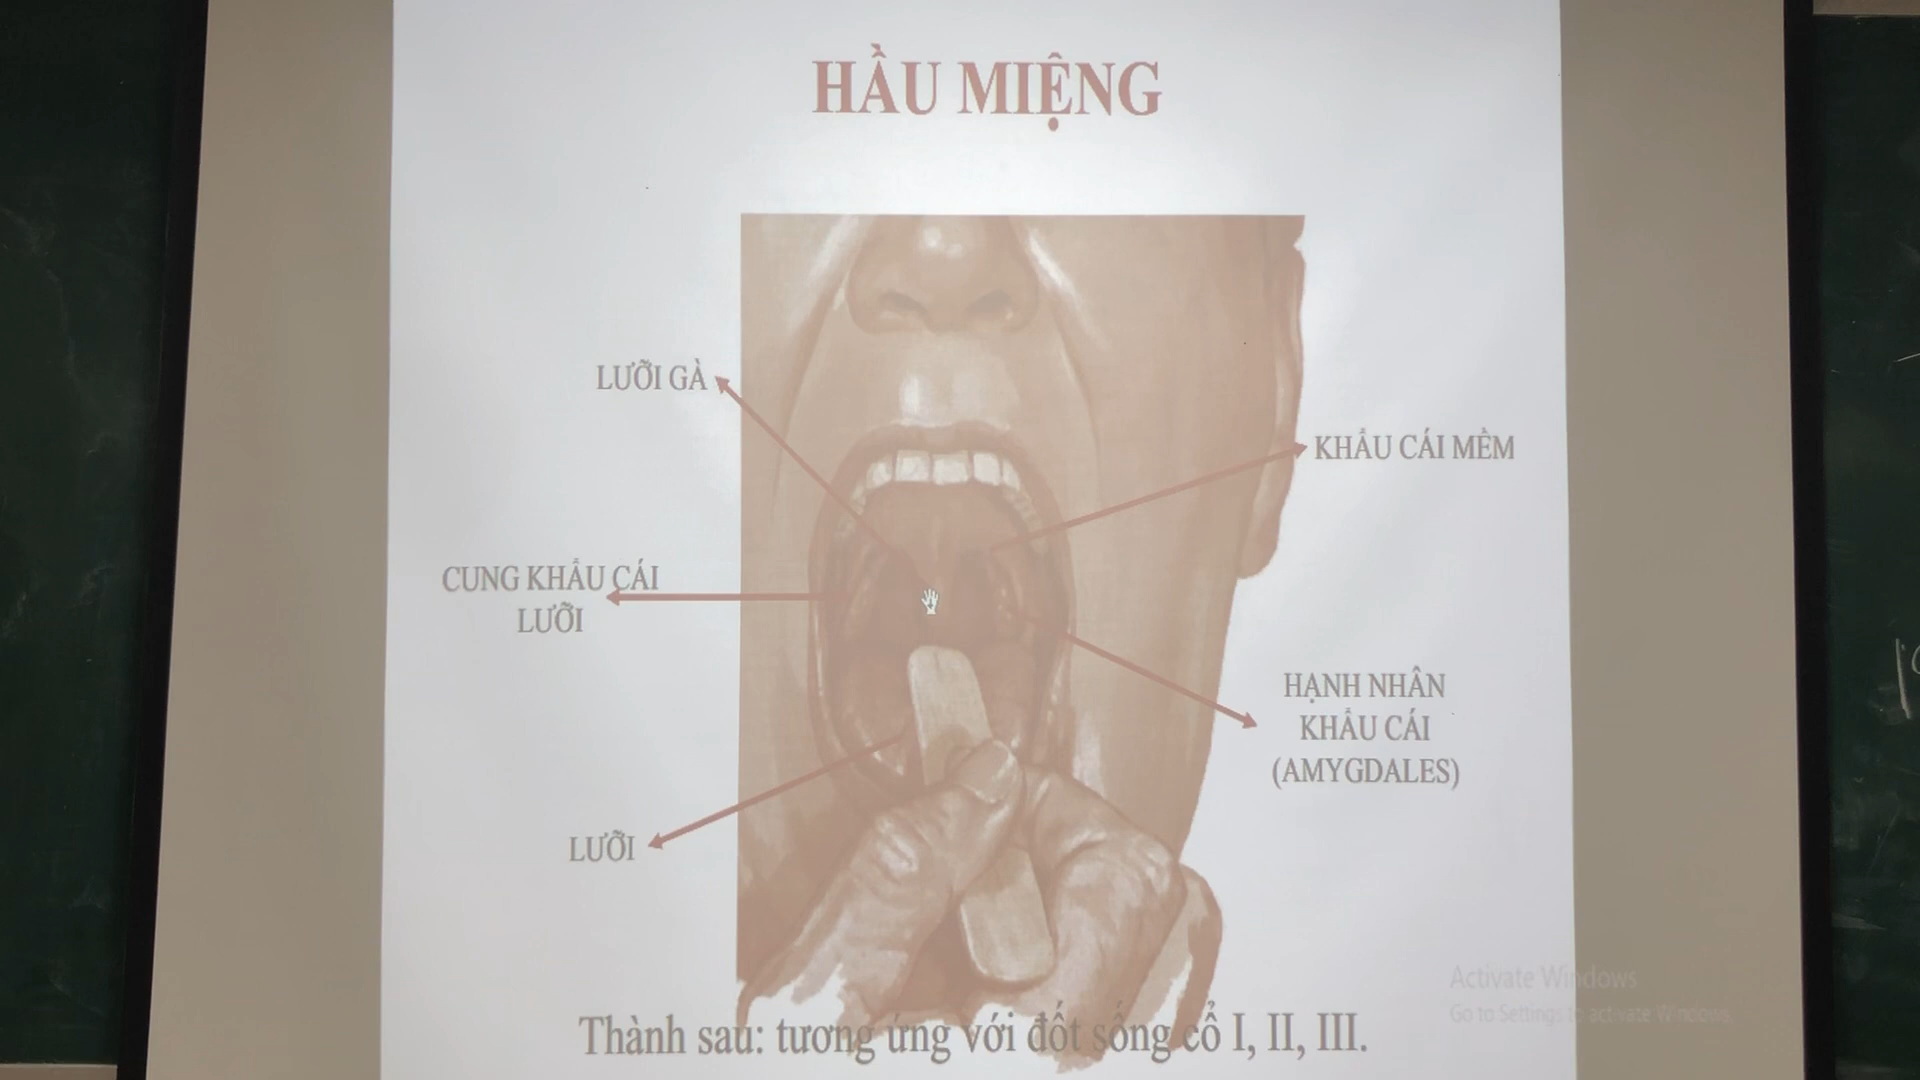 HẦU MIỆNG
LƯỠI GÀ
KHẨU CÁI MỀM
CUNG KHẨU CÁI
LƯỠI
HẠNH NHÂN
KHẨU CÁI
(AMYGDALES)
LƯỠI
Activate Windows
Go to Settings to activate Windows.
Thành sau: tương ứng với đốt sống cổ I, II, III.